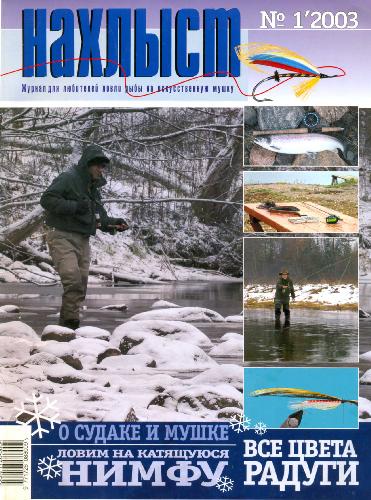 № 1'2003
НАХЛЫСТ
Журнал для любителей ловли рыбы на искусственную мушку
О СУДАКЕ И МУШКЕ
ЛОВИМ НА КАТЯЩУЮСЯ
НИМФУ
ВСЕ ЦВЕТА
РАДУГИ